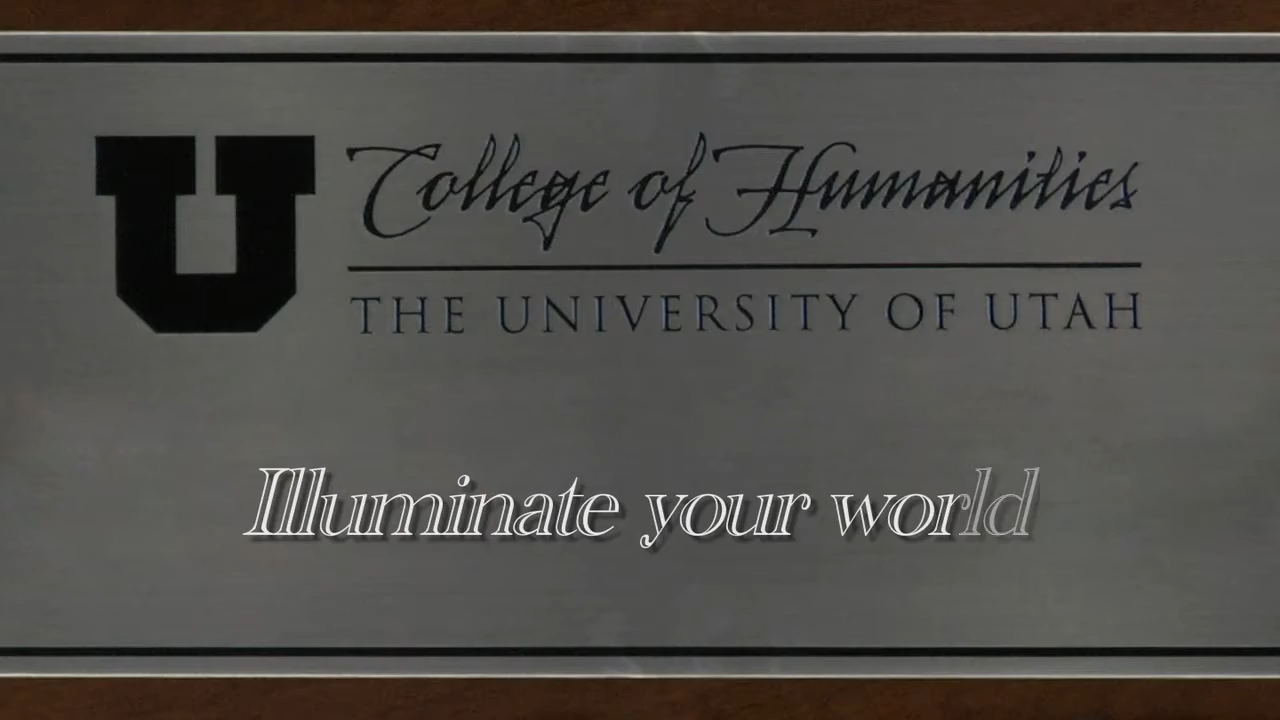 U
College of Humanities
THE UNIVERSITY OF UTAH
Illuminate your world